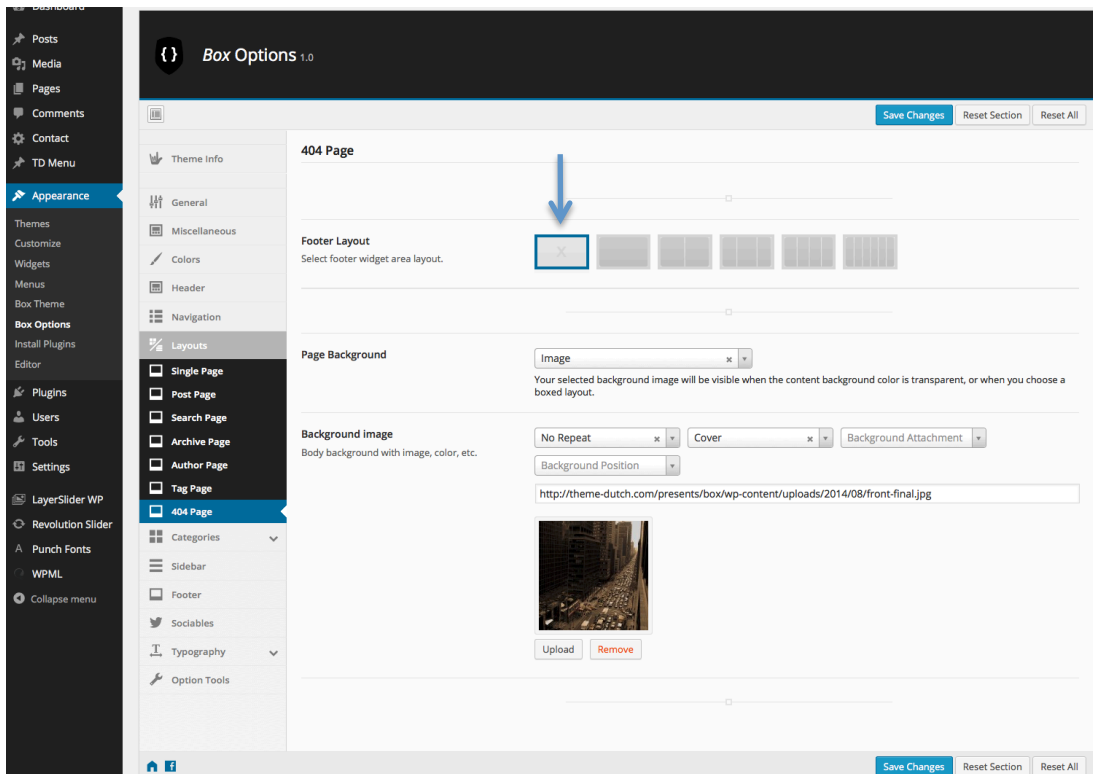 Dashboard
Posts
Media
Pages
Comments
Contact
TD Menu
Appearance
Themes
Customize
Widgets
Menus
Box Theme
Box Options
Install Plugins
Editor
Plugins
Users
Tools
Settings
LayerSlider WP
Revolution Slider
Punch Fonts
WPML
Collapse menu
{} Box Options 1.0
Save Changes Reset Section Reset All
Theme Info
General
Miscellaneous
Colors
Header
Navigation
Layouts
Single Page
Post Page
Search Page
Archive Page
Author Page
Tag Page
404 Page
Categories
Sidebar
Footer
Sociables
Typography
Option Tools
404 Page
Footer Layout
Select footer widget area layout.
X
Page Background
Image
Your selected background image will be visible when the content background color is transparent, or when you choose a
boxed layout.
Background image
Body background with image, color, etc.
No Repeat Cover Background Attachment
Background Position
http://theme-dutch.com/presents/box/wp-content/uploads/2014/08/front-final.jpg
Upload Remove
Save Changes Reset Section Reset All